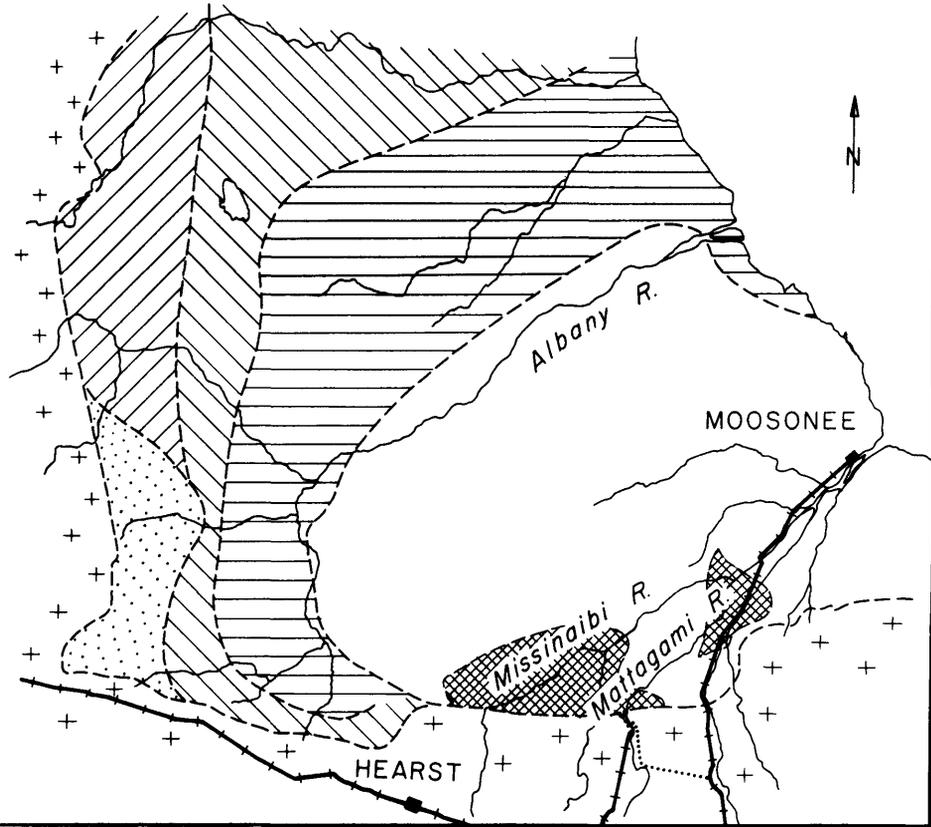 N
Albany R.
MOOSONEE
Missinaibi R.
Mattagami R.
HEARST